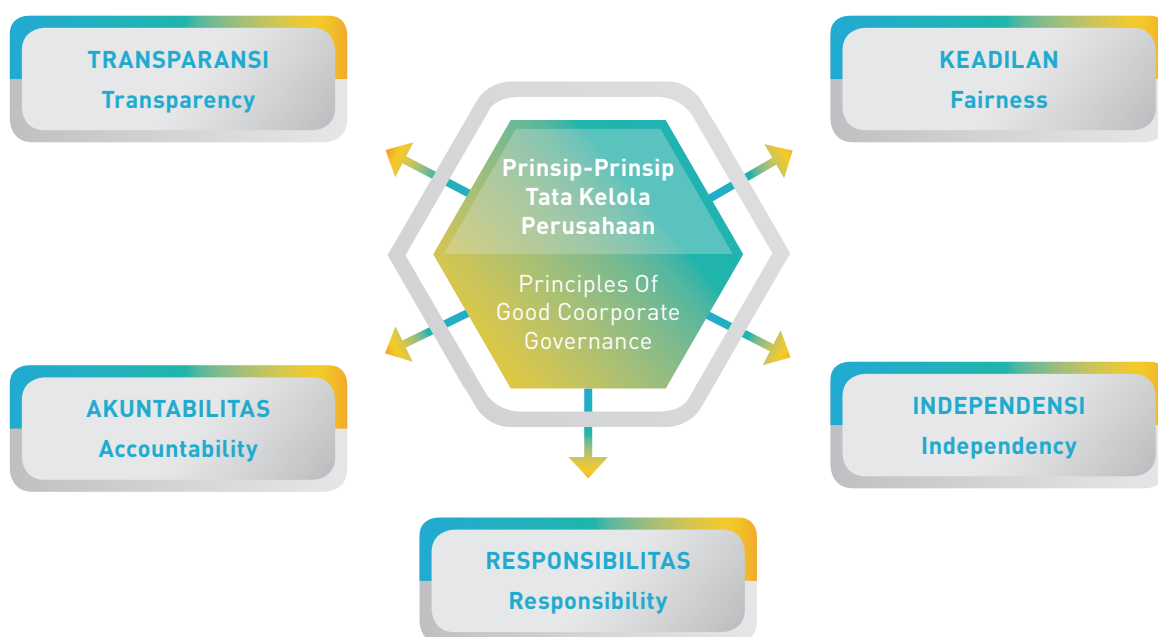 TRANSPARANSI
Transparency
KEADILAN
Fairness
Prinsip-Prinsip
Tata Kelola
Perusahaan
Principles Of
Good Coorporate
Governance
AKUNTABILITAS
Accountability
INDEPENDENSI
Independency
RESPONSIBILITAS
Responsibility